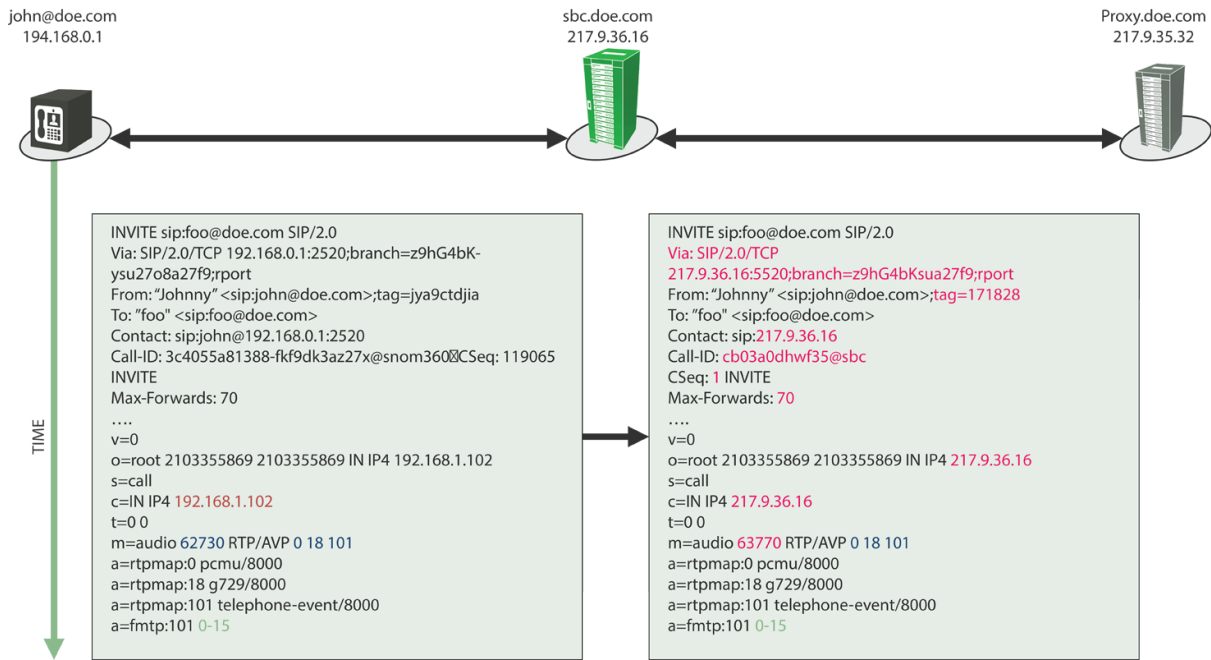 john@doe.com
194.168.0.1
sbc.doe.com
217.9.36.16
Proxy.doe.com
217.9.35.32
TIME
INVITE sip:foo@doe.com SIP/2.0
Via: SIP/2.0/TCP 192.168.0.1:2520;branch=z9hG4bK-
ysu27o8a27f9;rport
From: “Johnny” <sip:john@doe.com>;tag=jya9ctdjia
To: "foo" <sip:foo@doe.com>
Contact: sip:john@192.168.0.1:2520
Call-ID: 3c4055a81388-fkf9dk3az27x@snom360⍰CSeq: 119065
INVITE
Max-Forwards: 70
....
v=0
o=root 2103355869 2103355869 IN IP4 192.168.1.102
s=call
c=IN IP4 192.168.1.102
t=0 0
m=audio 62730 RTP/AVP 0 18 101
a=rtpmap:0 pcmu/8000
a=rtpmap:18 g729/8000
a=rtpmap:101 telephone-event/8000
a=fmtp:101 0-15
INVITE sip:foo@doe.com SIP/2.0
Via: SIP/2.0/TCP
217.9.36.16:5520;branch=z9hG4bKsua27f9;rport
From: “Johnny” <sip:john@doe.com>;tag=171828
To: "foo" <sip:foo@doe.com>
Contact: sip:217.9.36.16
Call-ID: cb03a0dhwf35@sbc
CSeq: 1 INVITE
Max-Forwards: 70
....
v=0
o=root 2103355869 2103355869 IN IP4 217.9.36.16
s=call
c=IN IP4 217.9.36.16
t=0 0
m=audio 63770 RTP/AVP 0 18 101
a=rtpmap:0 pcmu/8000
a=rtpmap:18 g729/8000
a=rtpmap:101 telephone-event/8000
a=fmtp:101 0-15